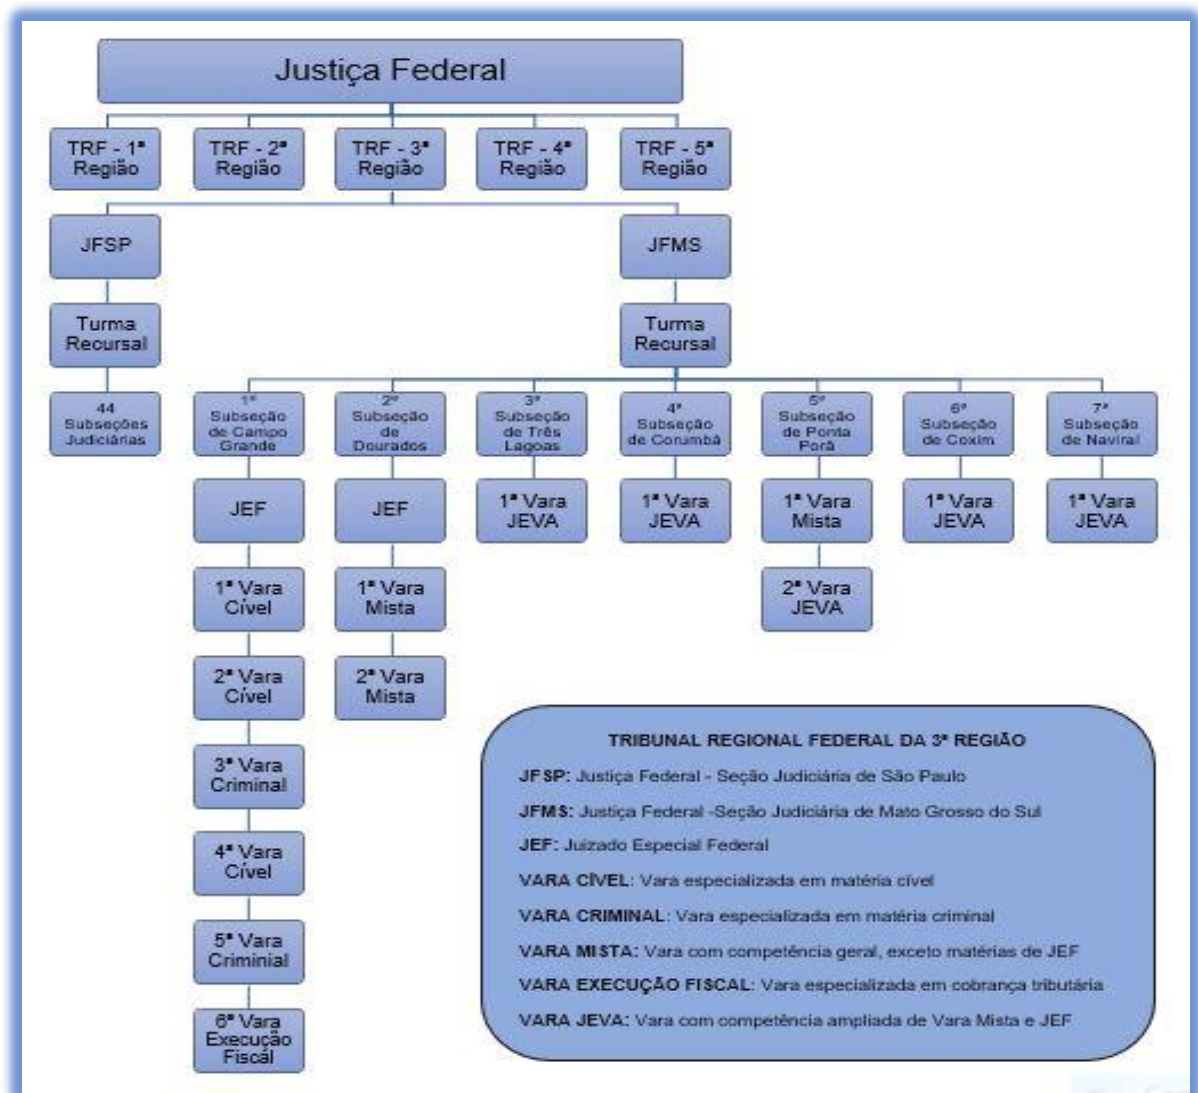 Justiça Federal
TRF - 1ª
Região
TRF - 2ª
Região
TRF - 3ª
Região
TRF - 4ª
Região
TRF - 5ª
Região
JFSP
JFMS
Turma
Recursal
Turma
Recursal
44
Subseções
Judiciárias
1ª
Subseção
de Campo
Grande
2ª
Subseção
de
Dourados
3ª
Subseção
de Três
Lagoas
4ª
Subseção
de Corumbá
5ª
Subseção
de Ponta
Porã
6ª
Subseção
de Coxim
7ª
Subseção
de Naviraí
JEF
JEF
1ª Vara
JEVA
1ª Vara
JEVA
1ª Vara
Mista
1ª Vara
JEVA
1ª Vara
JEVA
1ª Vara
Cível
1ª Vara
Mista
2ª Vara
JEVA
2ª Vara
Cível
2ª Vara
Mista
3ª Vara
Criminal
4ª Vara
Cível
5ª Vara
Criminial
6ª Vara
Execução
Fiscal
TRIBUNAL REGIONAL FEDERAL DA 3ª REGIÃO
JFSP: Justiça Federal - Seção Judiciária de São Paulo
JFMS: Justiça Federal -Seção Judiciária de Mato Grosso do Sul
JEF: Juizado Especial Federal
VARA CÍVEL: Vara especializada em matéria cível
VARA CRIMINAL: Vara especializada em matéria criminal
VARA MISTA: Vara com competência geral, exceto matérias de JEF
VARA EXECUÇÃO FISCAL: Vara especializada em cobrança tributária
VARA JEVA: Vara com competência ampliada de Vara Mista e JEF